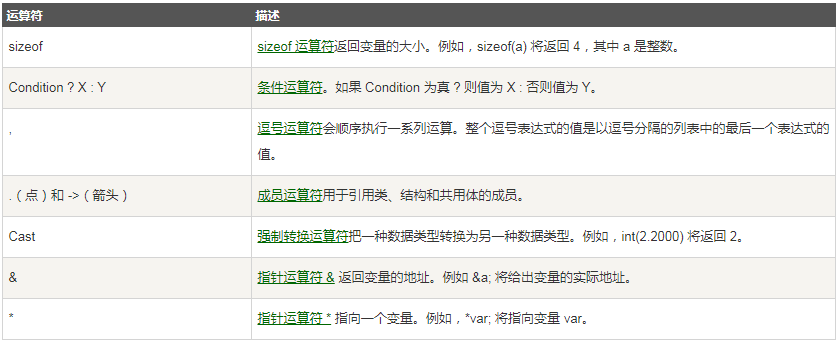 运算符 描述
sizeof sizeof 运算符返回变量的大小。例如，sizeof(a) 将返回 4，其中 a 是整数。
Condition ? X : Y 条件运算符。如果 Condition 为真 ? 则值为 X : 否则值为 Y。
, 逗号运算符会顺序执行一系列运算。整个逗号表达式的值是以逗号分隔的列表中的最后一个表达式的
值。
.（点）和 ->（箭头） 成员运算符用于引用类、结构和共用体的成员。
Cast 强制转换运算符把一种数据类型转换为另一种数据类型。例如，int(2.2000) 将返回 2。
& 指针运算符 & 返回变量的地址。例如 &a; 将给出变量的实际地址。
* 指针运算符 * 指向一个变量。例如，*var; 将指向变量 var。